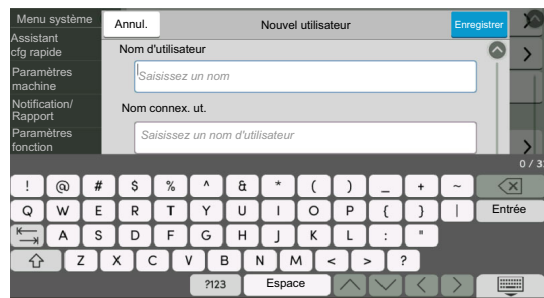 Menu système
Annul.
Nouvel utilisateur
Enregistrer
Assistant
cfg rapide
Nom d'utilisateur
Paramètres
machine
Saisissez un nom
Notification/
Rapport
Nom connex. ut.
Paramètres
fonction
Saisissez un nom d'utilisateur
0 / 3
! @ # $ % ^ & * ( ) _ + ~
Q W E R T Y U I O P { } | Entrée
A S D F G H J K L : "
Z X C V B N M < > ?
?123 Espace